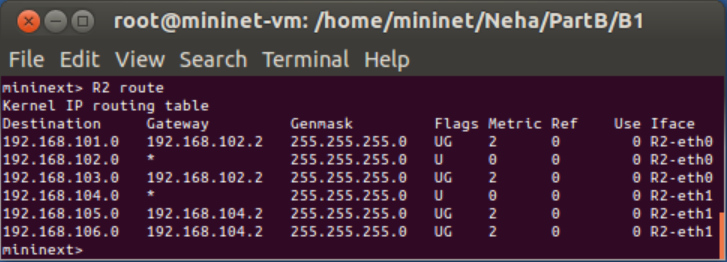 root@mininet-vm: /home/mininet/Neha/PartB/B1
File Edit View Search Terminal Help
mininext> R2 route
Kernel IP routing table
Destination Gateway Genmask Flags Metric Ref Use Iface
192.168.101.0 192.168.102.2 255.255.255.0 UG 2 0 0 R2-eth0
192.168.102.0 * 255.255.255.0 U 0 0 0 R2-eth0
192.168.103.0 192.168.102.2 255.255.255.0 UG 2 0 0 R2-eth0
192.168.104.0 * 255.255.255.0 U 0 0 0 R2-eth1
192.168.105.0 192.168.104.2 255.255.255.0 UG 2 0 0 R2-eth1
192.168.106.0 192.168.104.2 255.255.255.0 UG 2 0 0 R2-eth1
mininext>